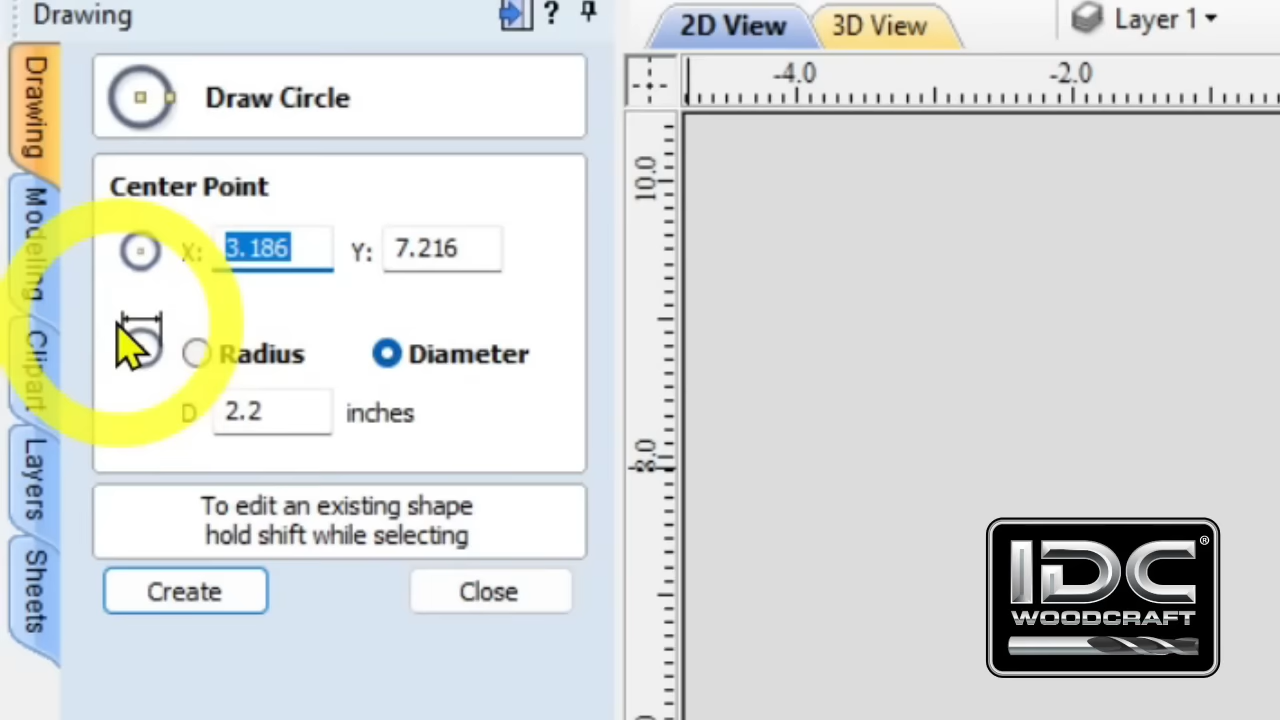 Drawing
?
2D View
3D View
Layer 1
-4.0
-2.0
Drawing
Modeling
Clipart
Layers
Sheets
Draw Circle
Center Point
X: 3.186 Y: 7.216
Radius Diameter
D 2.2 inches
To edit an existing shape
hold shift while selecting
Create Close
10.0
8.0
IDC®
WOODCRAFT